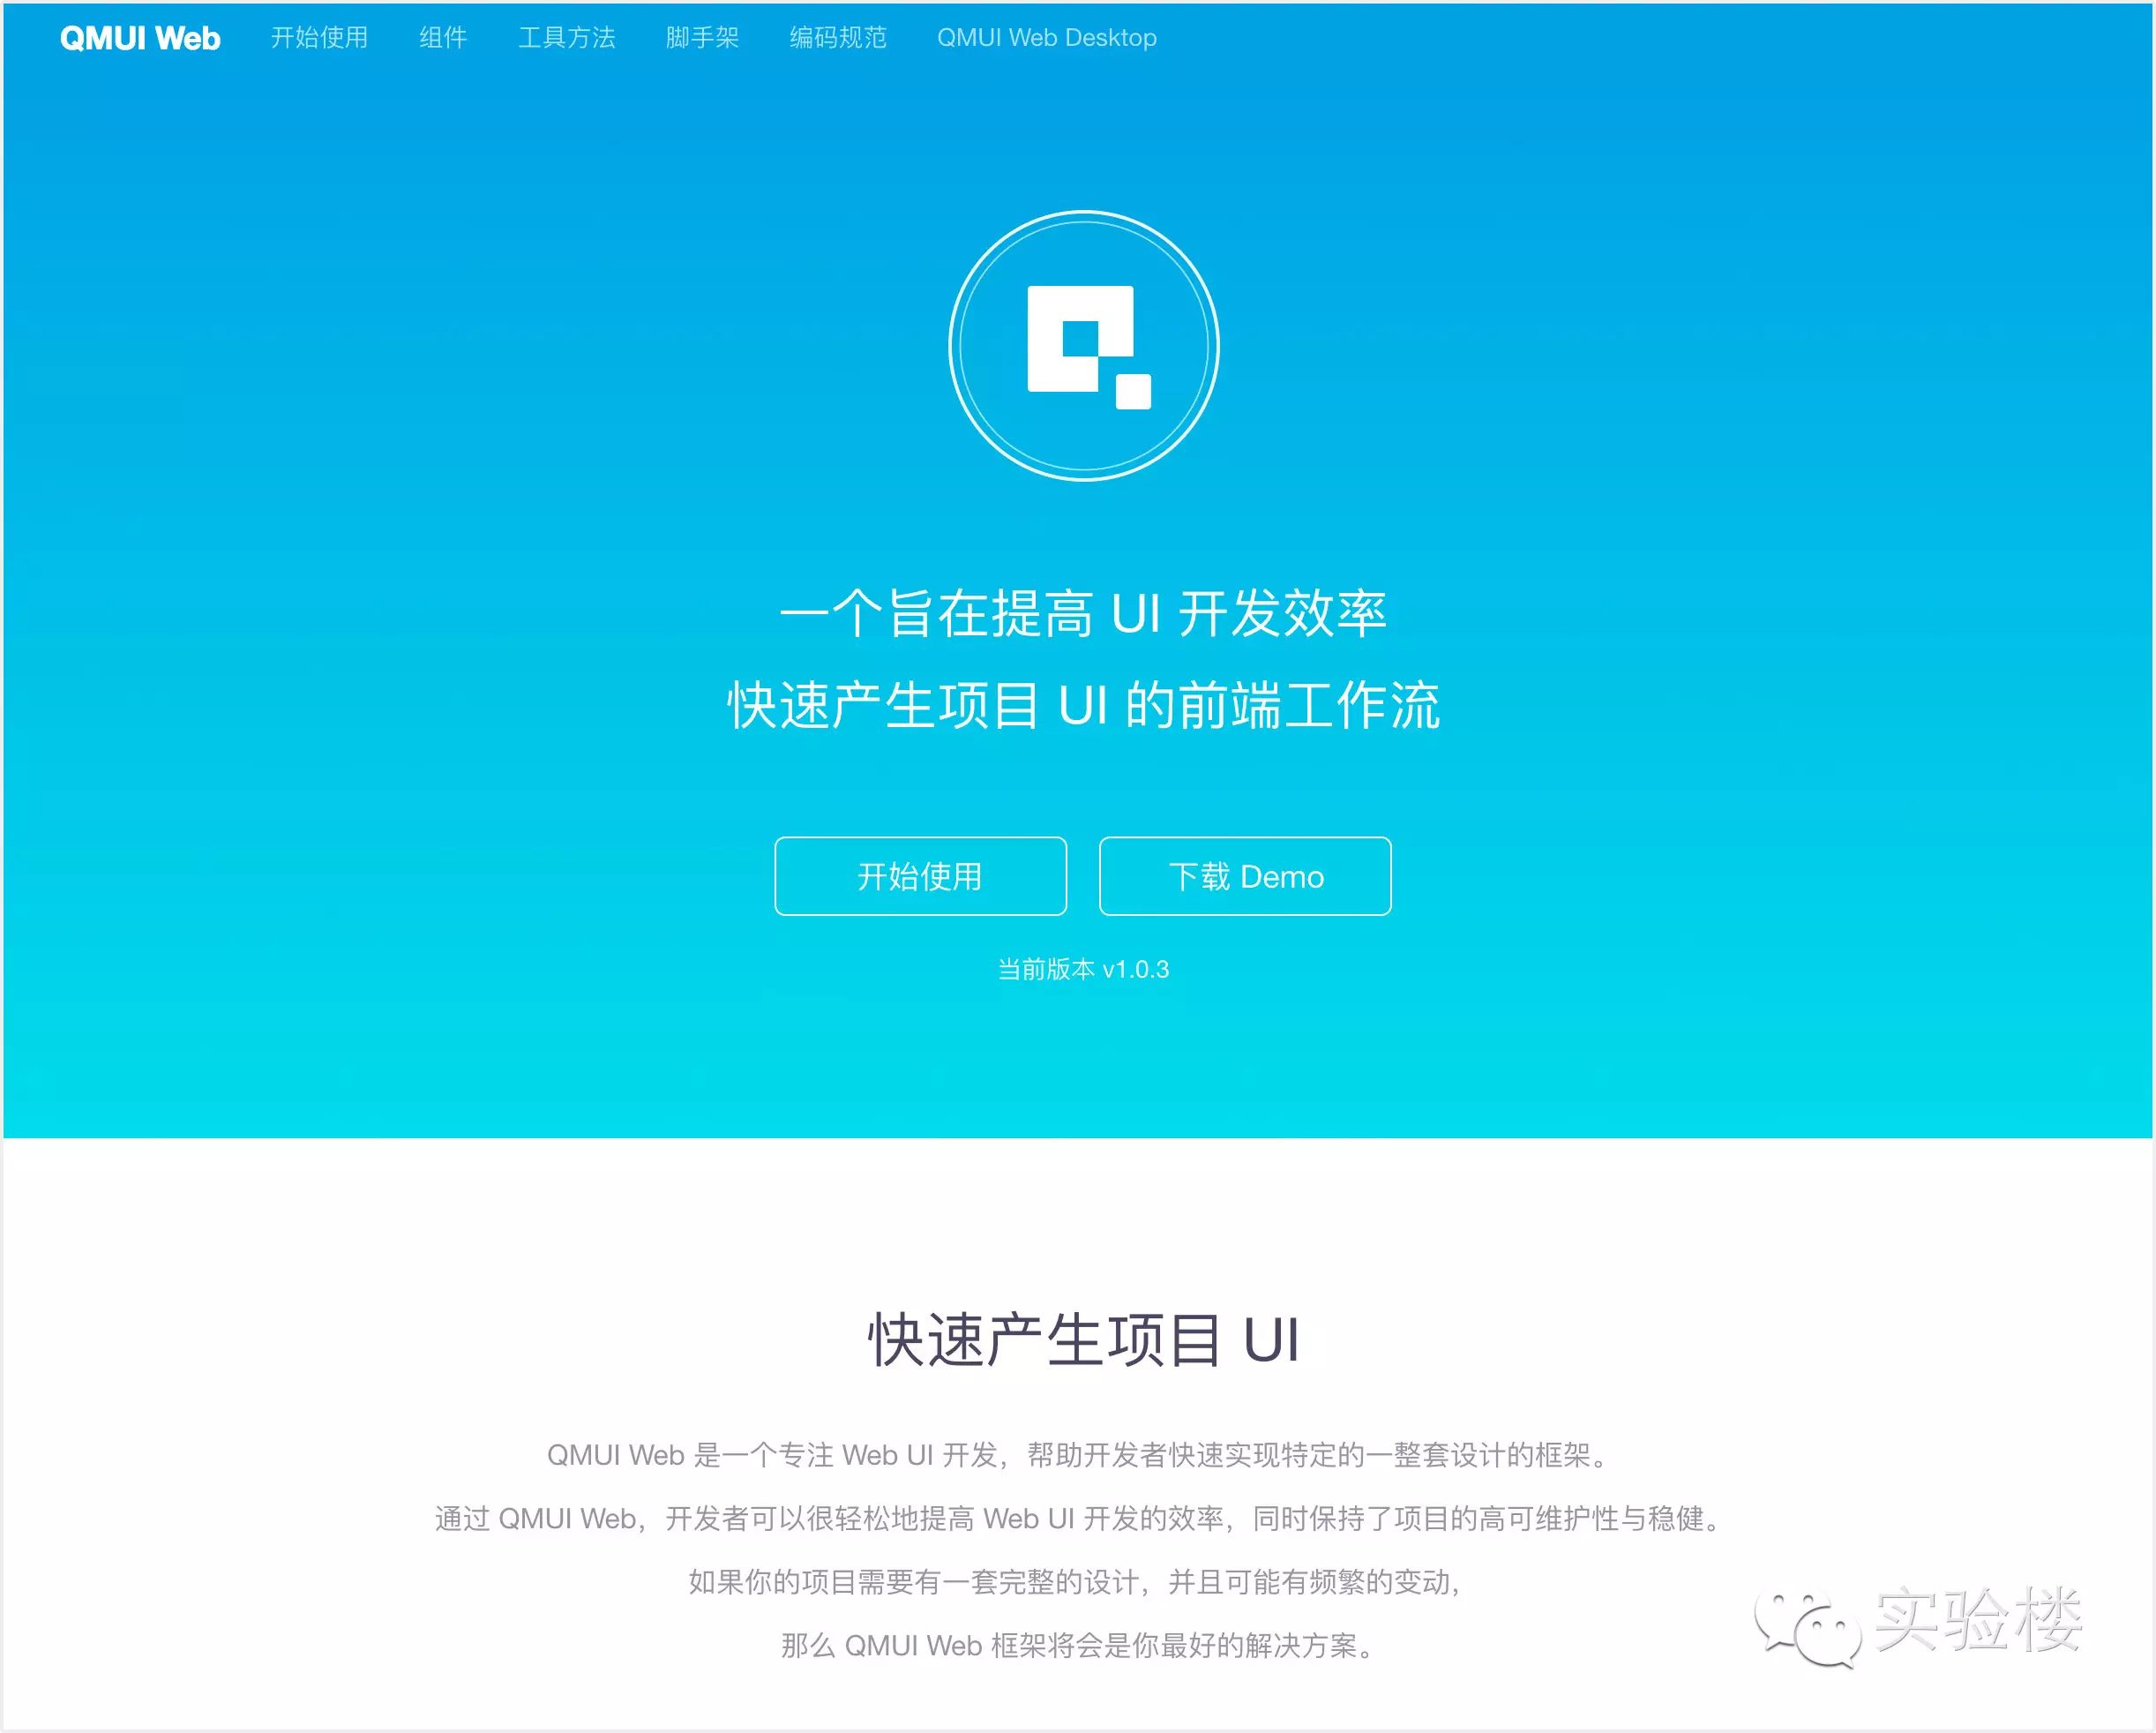 QMUI Web 开始使用 组件 工具方法 脚手架 编码规范 QMUI Web Desktop
一个旨在提高 UI 开发效率
快速产生项目 UI 的前端工作流
开始使用 下载 Demo
当前版本 v1.0.3
快速产生项目 UI
QMUI Web 是一个专注 Web UI 开发，帮助开发者快速实现特定的一整套设计的框架。
通过 QMUI Web，开发者可以很轻松地提高 Web UI 开发的效率，同时保持了项目的高可维护性与稳健。
如果你的项目需要有一套完整的设计，并且可能有频繁的变动，
那么 QMUI Web 框架将会是你最好的解决方案。
实验楼